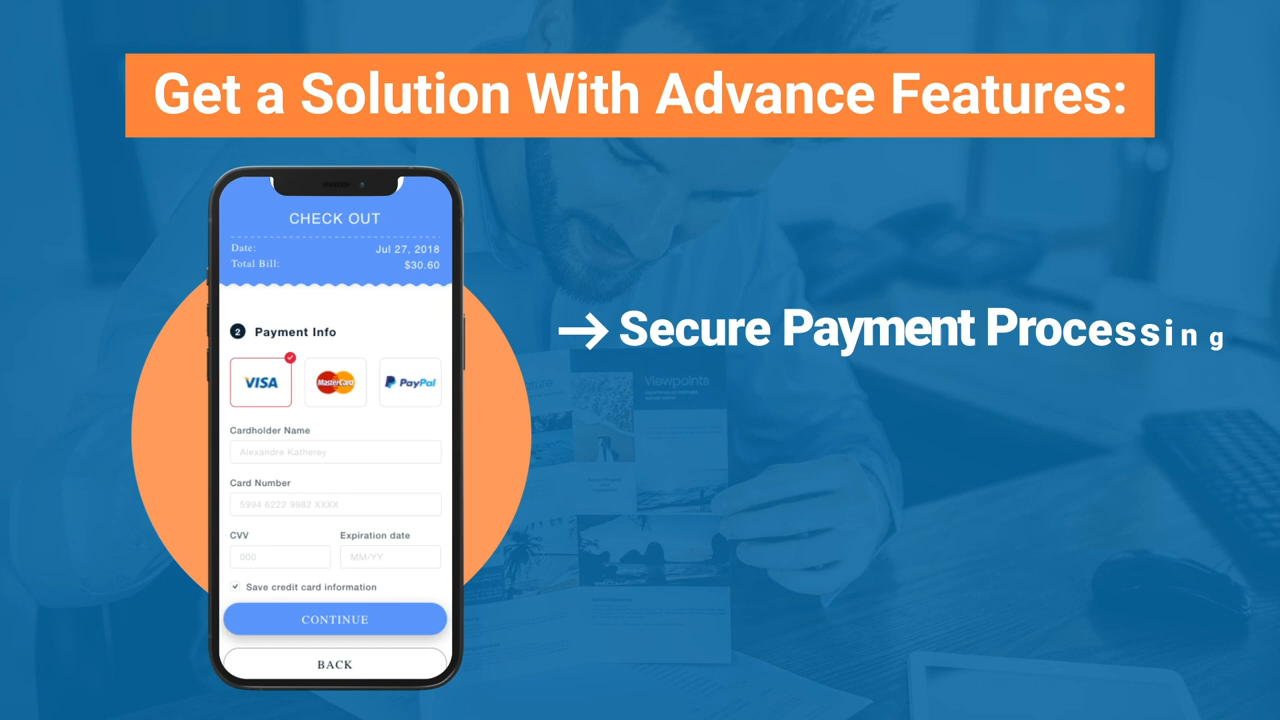 Get a Solution With Advance Features:
CHECK OUT
Date: Jul 27, 2018
Total Bill: $30.60
2 Payment Info
VISA MasterCard PayPal
Cardholder Name
Alexandre Katherey
Card Number
5994 6222 9982 XXXX
CVV Expiration date
000 MM/YY
Save credit card information
CONTINUE
BACK
→ Secure Payment Processing
Viewpoints